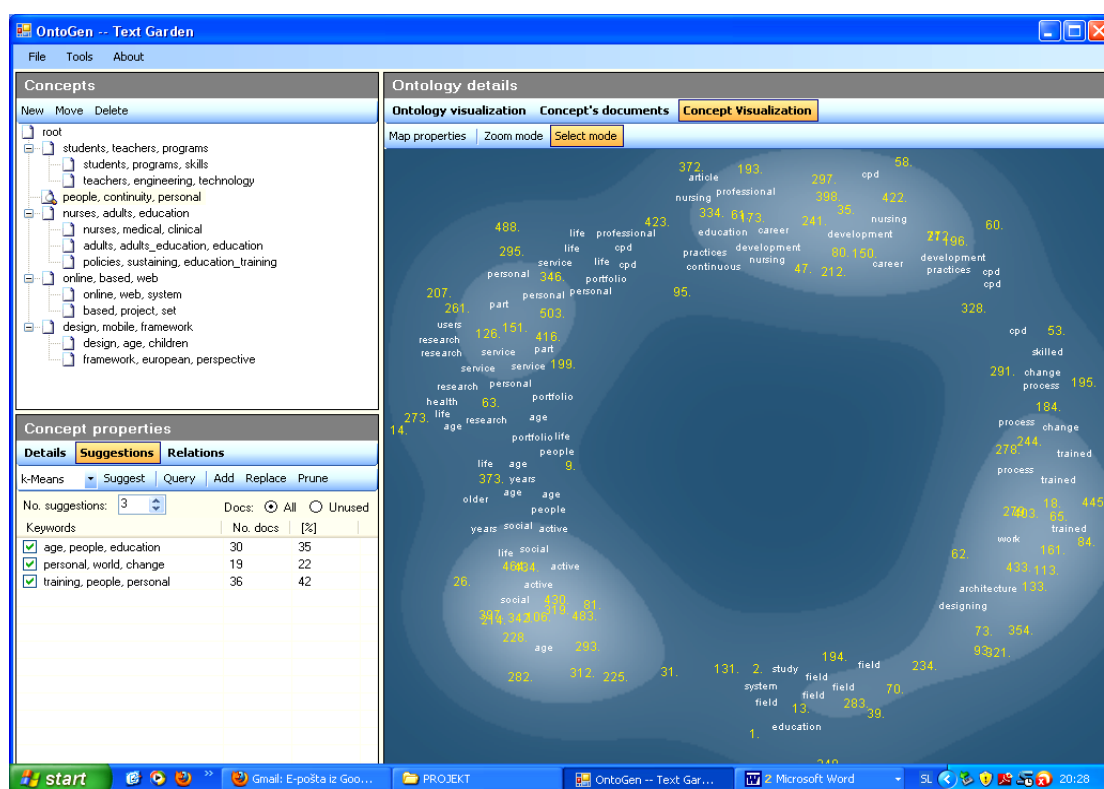 OntoGen -- Text Garden
File Tools About
Concepts
New Move Delete
root
students, teachers, programs
students, programs, skills
teachers, engineering, technology
people, continuity, personal
nurses, adults, education
nurses, medical, clinical
adults, adults_education, education
policies, sustaining, education_training
online, based, web
online, web, system
based, project, set
design, mobile, framework
design, age, children
framework, european, perspective
Concept properties
Details Suggestions Relations
k-Means Suggest Query Add Replace Prune
No. suggestions: 3 Docs: All Unused
Keywords No. docs [%]
age, people, education 30 35
personal, world, change 19 22
training, people, personal 36 42
Ontology details
Ontology visualization Concept's documents Concept Visualization
Map properties Zoom mode Select mode
372. 193. 58.
article 297. cpd
nursing professional 398. 422.
334. 61. 173. 241. 35. nursing
488. 423. 60.
life professional education career development
295. life cpd practices development 80. 150. 196.
service life cpd continuous nursing 47. 212. career development
practices cpd
personal 346. portfolio cpd
207. personal personal 95.
261. part 503. 328.
users 126. 151. 416. cpd 53.
research
research service part skilled
service service 199. 291. change
research personal process 195.
health 63. portfolio 184.
273. life research age process change
14. age 244.
portfolio life 278. trained
people process
life age 9. trained
373. years
older age age 18. 445.
people 65.
years social active trained
work 84.
life social 62. 161.
active 433. 113.
26. active architecture 133.
social 430. 81. designing
319. 483.
342. 106. 73. 354.
228. 293. 321.
age 194.
282. 312. 225. 31. 131. 2. study field 234.
field
system field 70.
field field 283.
13. 39.
education
1.
start Gmail: E-pošta iz Goo... PROJEKT OntoGen -- Text Gar... 2 Microsoft Word SL 20:28